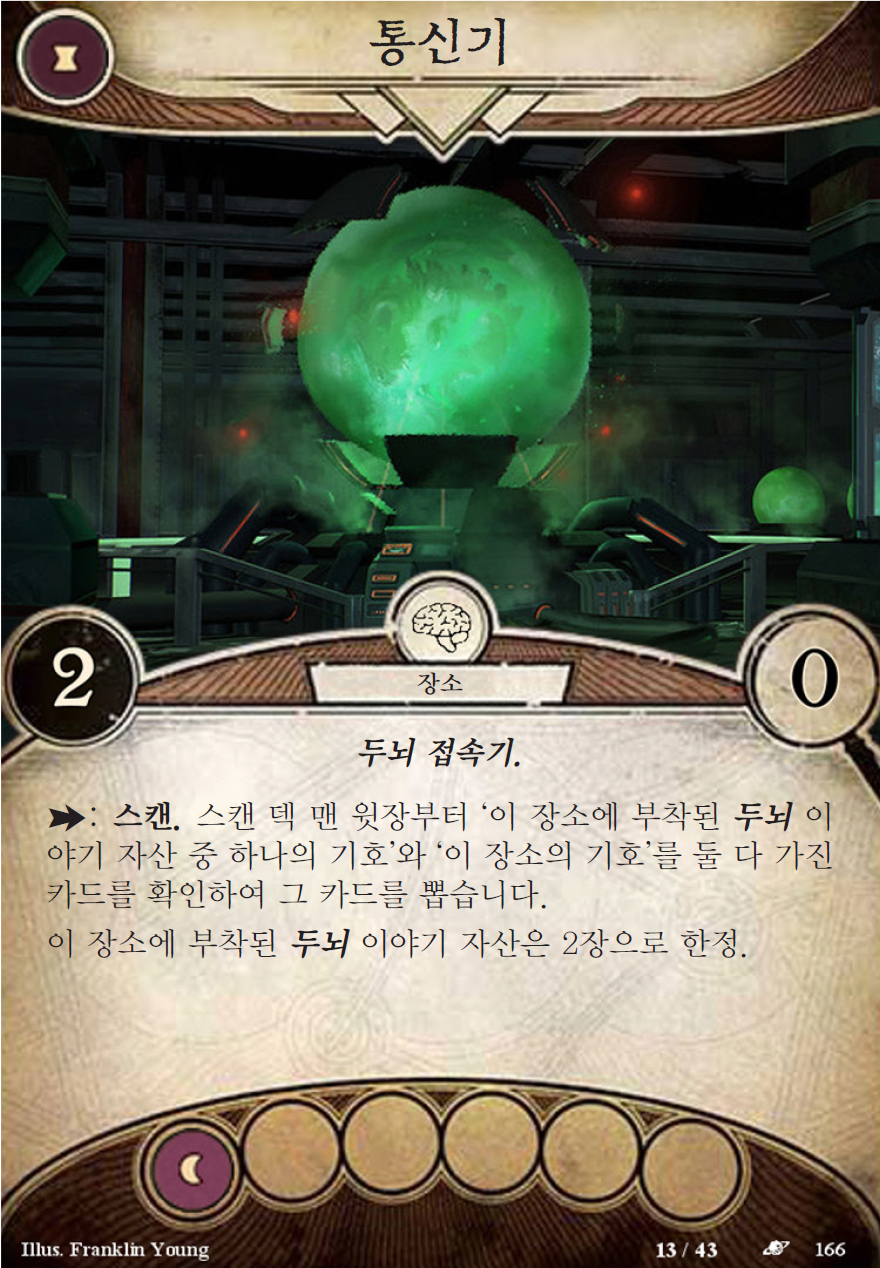 통신기
2
장소
0
두뇌 접속기.
: 스캔. 스캔 덱 맨 윗장부터 ‘이 장소에 부착된 두뇌 이
야기 자산 중 하나의 기호’와 ‘이 장소의 기호’를 둘 다 가진
카드를 확인하여 그 카드를 뽑습니다.
이 장소에 부착된 두뇌 이야기 자산은 2장으로 한정.
Illus. Franklin Young
13 / 43
166